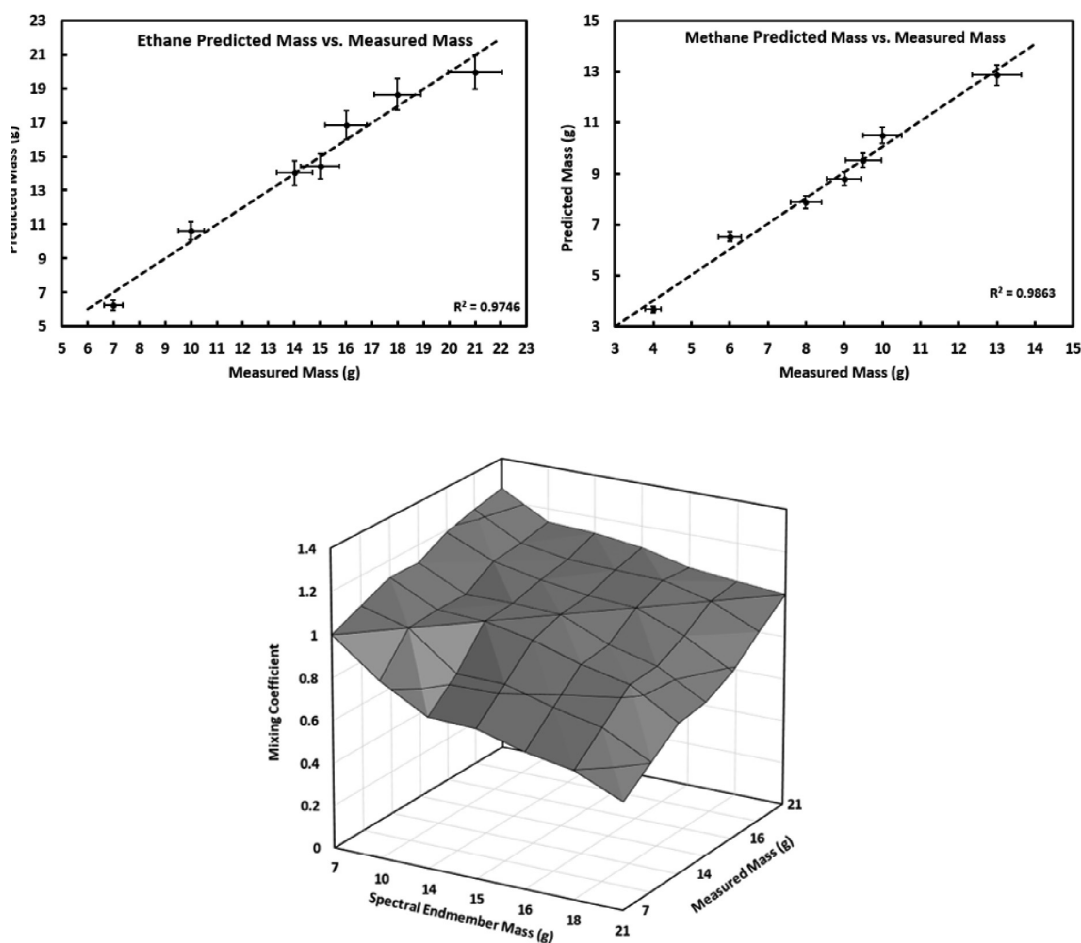 Ethane Predicted Mass vs. Measured Mass
Predicted Mass (g)
23
21
19
17
15
13
11
9
7
5
R² = 0.9746
5 6 7 8 9 10 11 12 13 14 15 16 17 18 19 20 21 22 23
Measured Mass (g)
Methane Predicted Mass vs. Measured Mass
Predicted Mass (g)
15
13
11
9
7
5
3
R² = 0.9863
3 4 5 6 7 8 9 10 11 12 13 14 15
Measured Mass (g)
Mixing Coefficient
1.4
1.2
1
0.8
0.6
0.4
0.2
0
7 10 14 15 16 18 21
Spectral Endmember Mass (g)
7 14 16 21
Measured Mass (g)